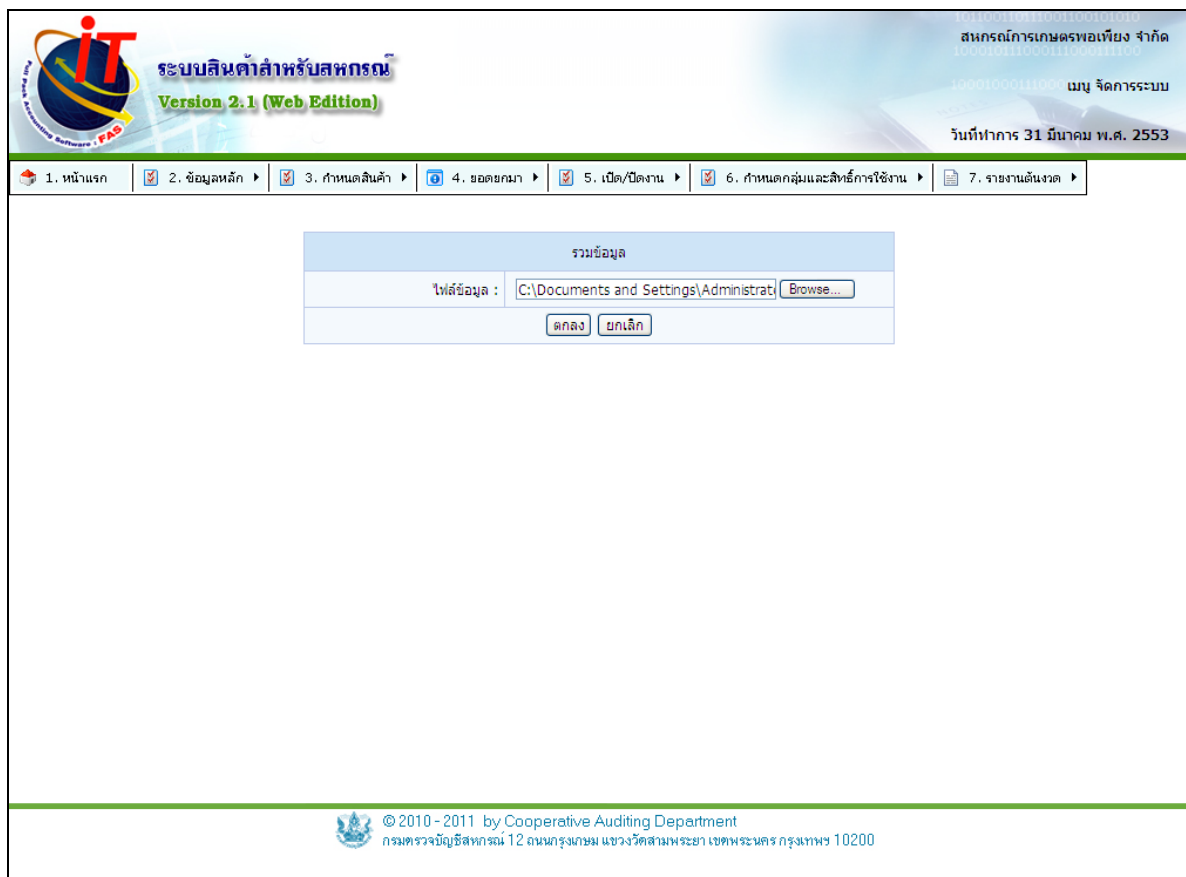 iT
Full Pack Accounting Software : FAS
ระบบสินค้าสำหรับสหกรณ์
Version 2.1 (Web Edition)
สหกรณ์การเกษตรพอเพียง จำกัด
เมนู จัดการระบบ
วันที่ทำการ 31 มีนาคม พ.ศ. 2553
1. หน้าแรก
2. ข้อมูลหลัก
3. กำหนดสินค้า
4. ยอดยกมา
5. เปิด/ปิดงาน
6. กำหนดกลุ่มและสิทธิ์การใช้งาน
7. รายงานต้นงวด
รวมข้อมูล
ไฟล์ข้อมูล : C:\Documents and Settings\Administrat Browse...
ตกลง ยกเลิก
© 2010 - 2011 by Cooperative Auditing Department
กรมตรวจบัญชีสหกรณ์ 12 ถนนกรุงเกษม แขวงวัดสามพระยา เขตพระนคร กรุงเทพฯ 10200